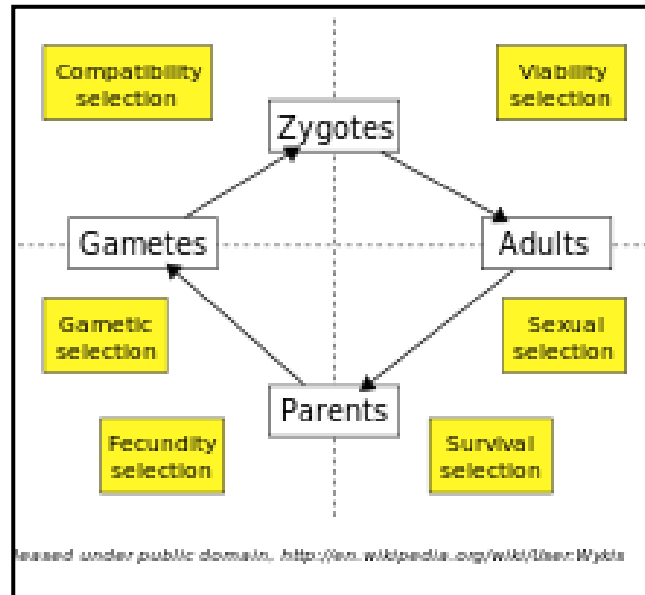 Compatibility
selection
Viability
selection
Zygotes
Gametes
Adults
Gametic
selection
Sexual
selection
Parents
Fecundity
selection
Survival
selection
leased under public domain, http://en.wikipedia.org/wiki/User:Wykis